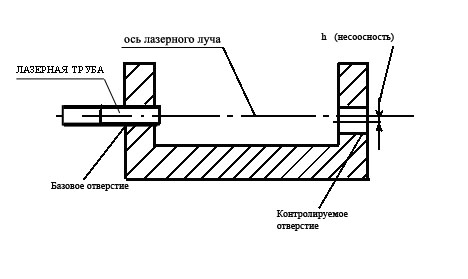 ось лазерного луча
h (несоосность)
ЛАЗЕРНАЯ ТРУБА
Базовое отверстие
Контролируемое
отверстие